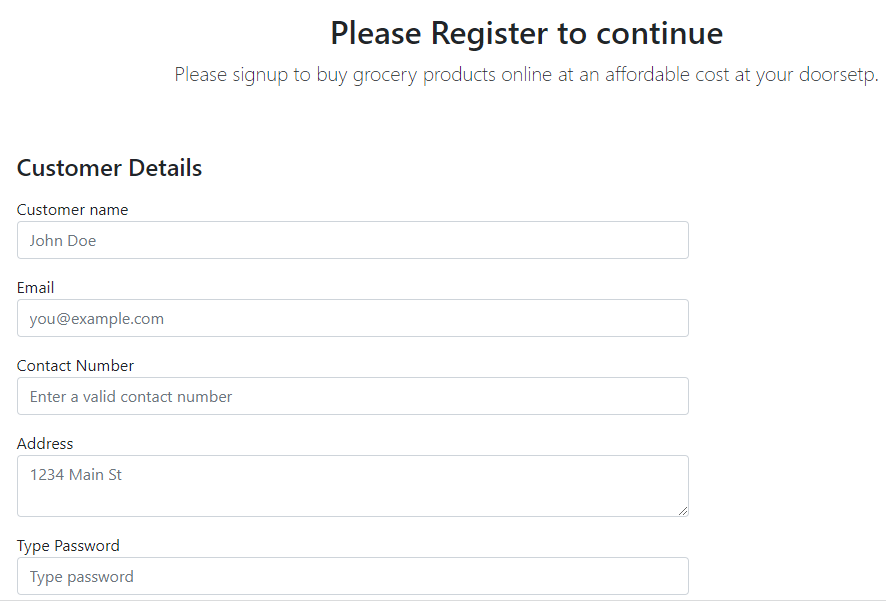 Please Register to continue
Please signup to buy grocery products online at an affordable cost at your doorsetp.
Customer Details
Customer name
John Doe
Email
you@example.com
Contact Number
Enter a valid contact number
Address
1234 Main St
Type Password
Type password